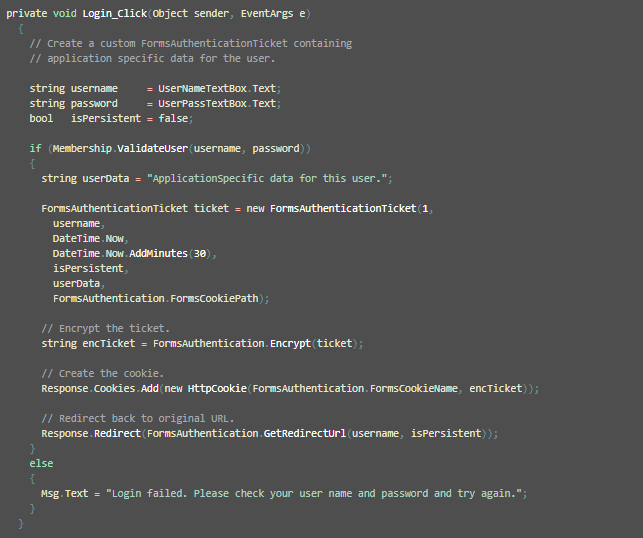 private void Login_Click(Object sender, EventArgs e)
{
// Create a custom FormsAuthenticationTicket containing
// application specific data for the user.
string username = UserNameTextBox.Text;
string password = UserPassTextBox.Text;
bool isPersistent = false;
if (Membership.ValidateUser(username, password))
{
string userData = "ApplicationSpecific data for this user.";
FormsAuthenticationTicket ticket = new FormsAuthenticationTicket(1,
username,
DateTime.Now,
DateTime.Now.AddMinutes(30),
isPersistent,
userData,
FormsAuthentication.FormsCookiePath);
// Encrypt the ticket.
string encTicket = FormsAuthentication.Encrypt(ticket);
// Create the cookie.
Response.Cookies.Add(new HttpCookie(FormsAuthentication.FormsCookieName, encTicket));
// Redirect back to original URL.
Response.Redirect(FormsAuthentication.GetRedirectUrl(username, isPersistent));
}
else
{
Msg.Text = "Login failed. Please check your user name and password and try again.";
}
}